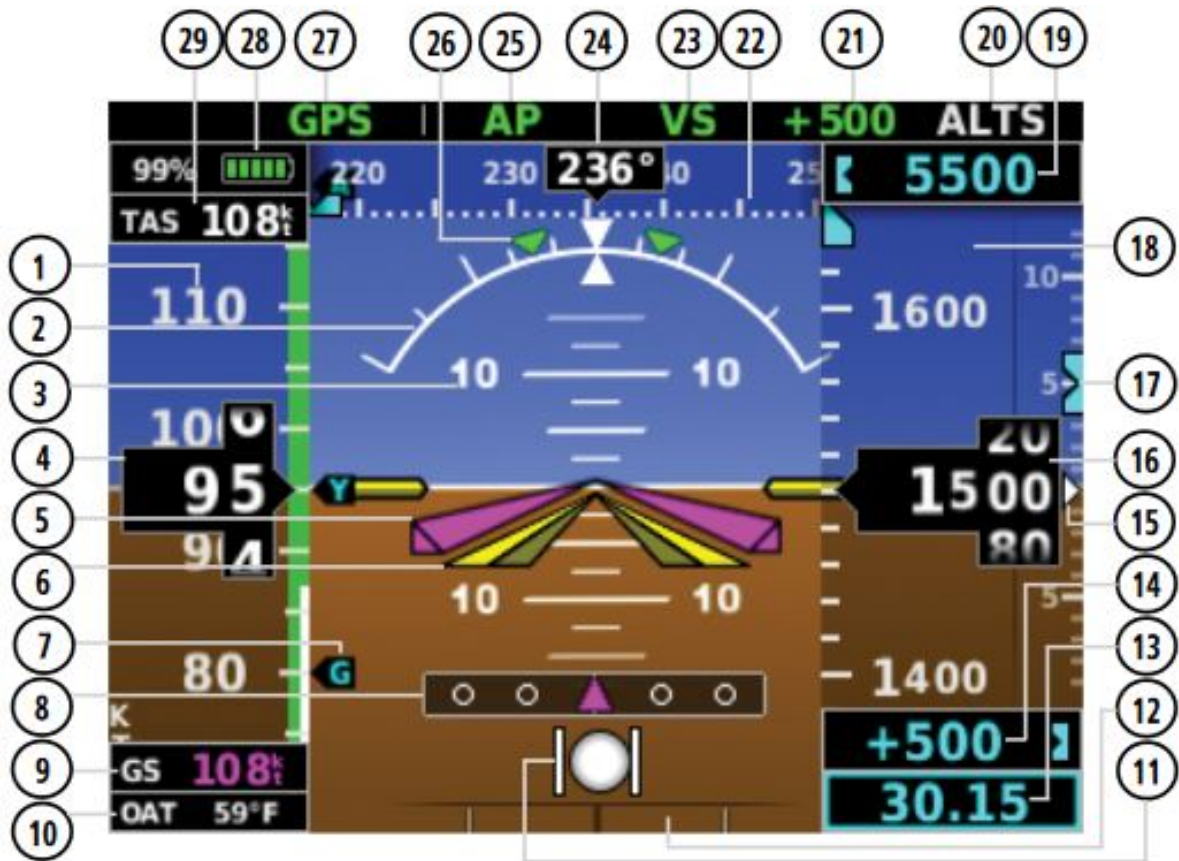 29 28 27 26 25 24 23 22 21 20 19
GPS AP VS +500 ALTS
99% 220 230 236° 5500
TAS 108kt
18
1 110 10
2 1600
3 10 10 5 17
4 20 16
95 Y 1500
5 80 15
6 14
10 10 5
7 80 G 13
8 1400
K
12
9 GS 108kt +500
11
10 OAT 59°F 30.15